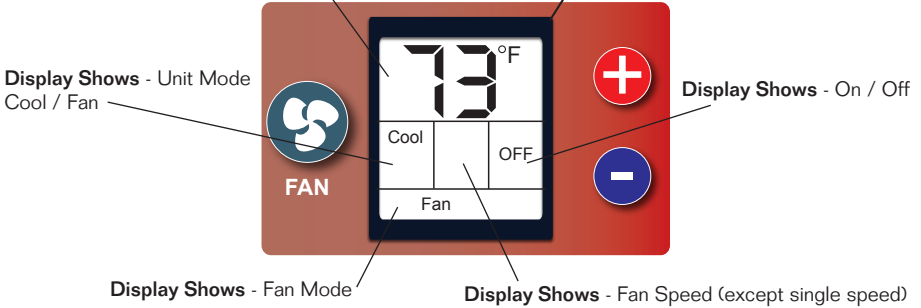 73°F
Display Shows - Unit Mode
Cool / Fan
Display Shows - On / Off
Cool
OFF
FAN
Fan
Display Shows - Fan Mode
Display Shows - Fan Speed (except single speed)